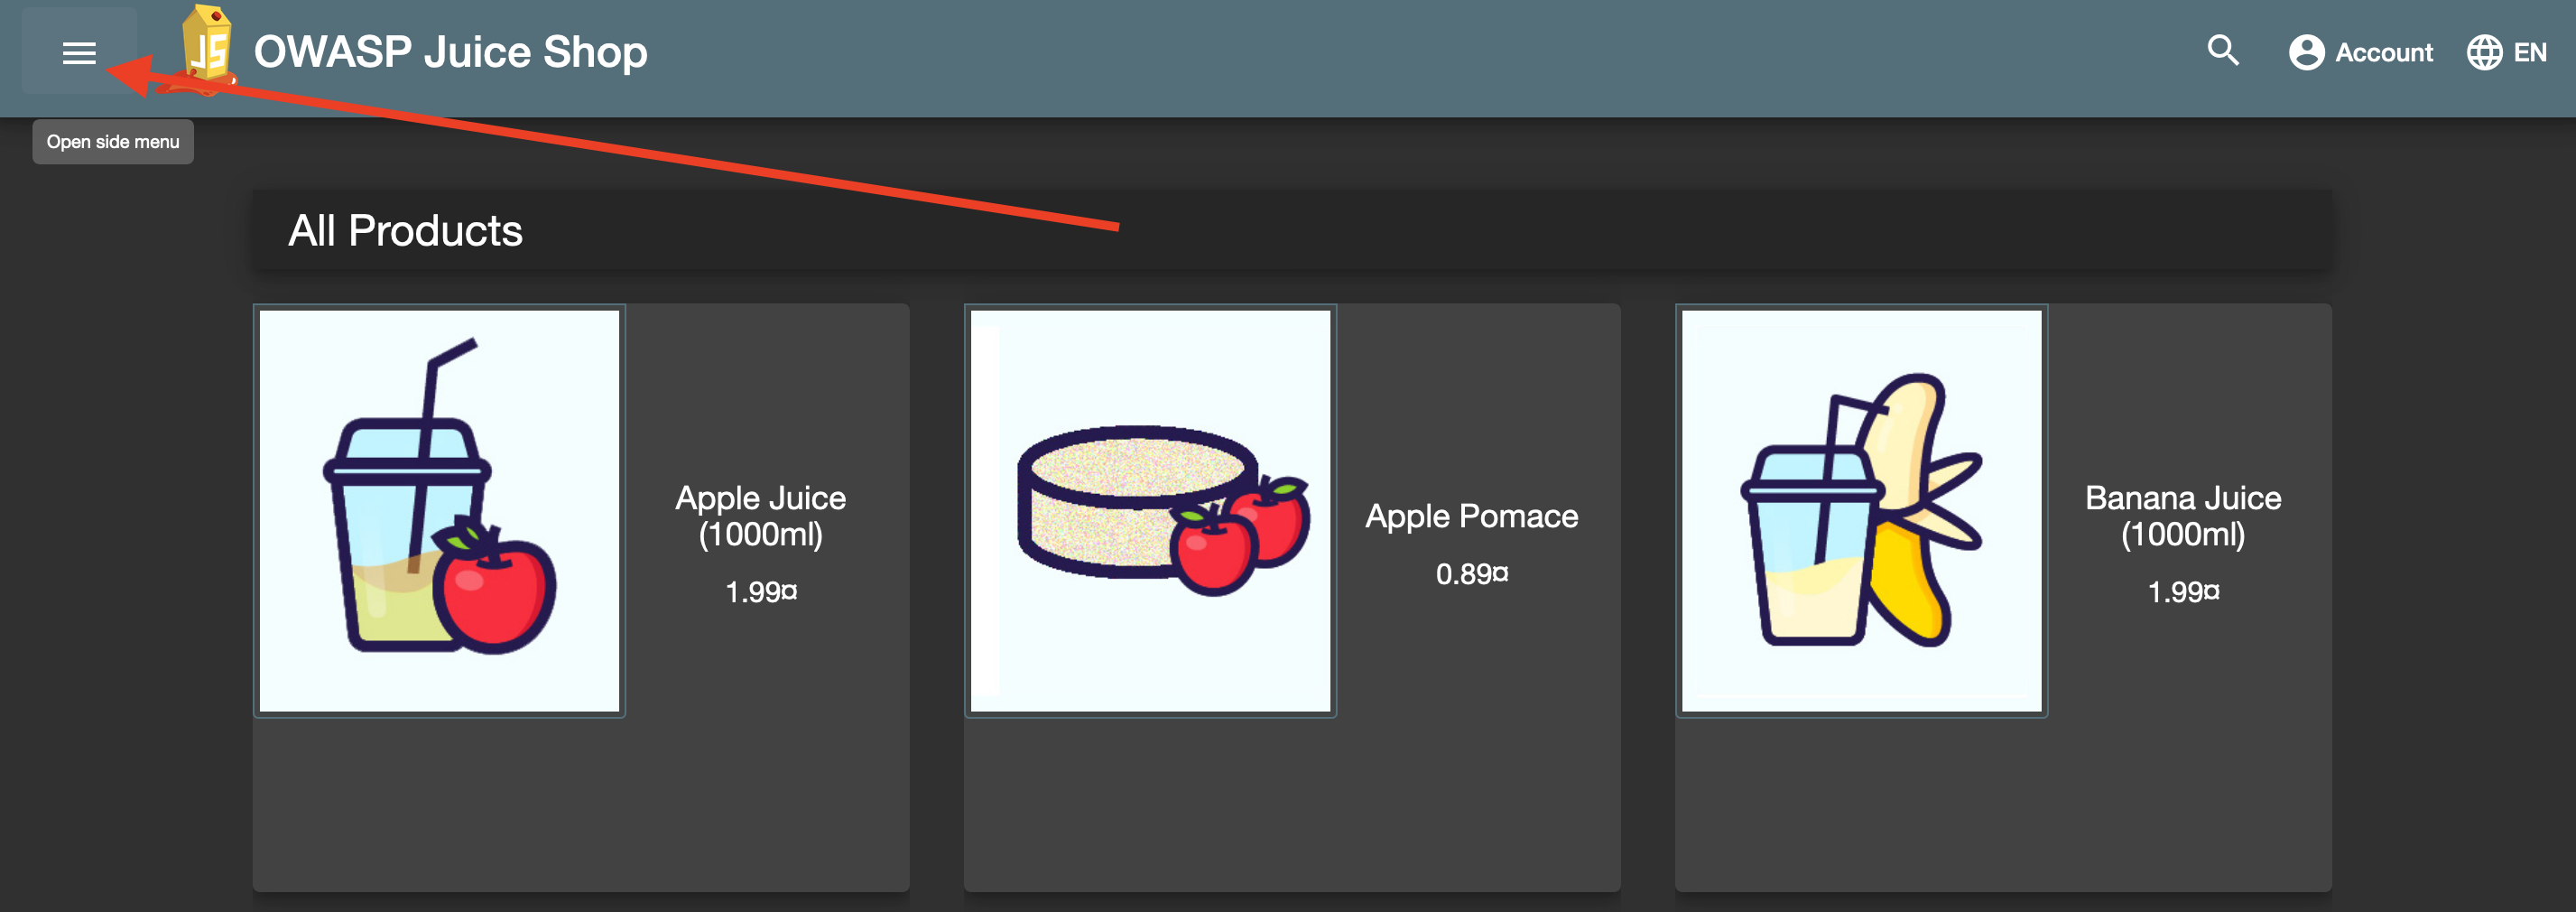 JS
OWASP Juice Shop
Account
EN
Open side menu
All Products
Apple Juice
(1000ml)
1.99¤
Apple Pomace
0.89¤
Banana Juice
(1000ml)
1.99¤